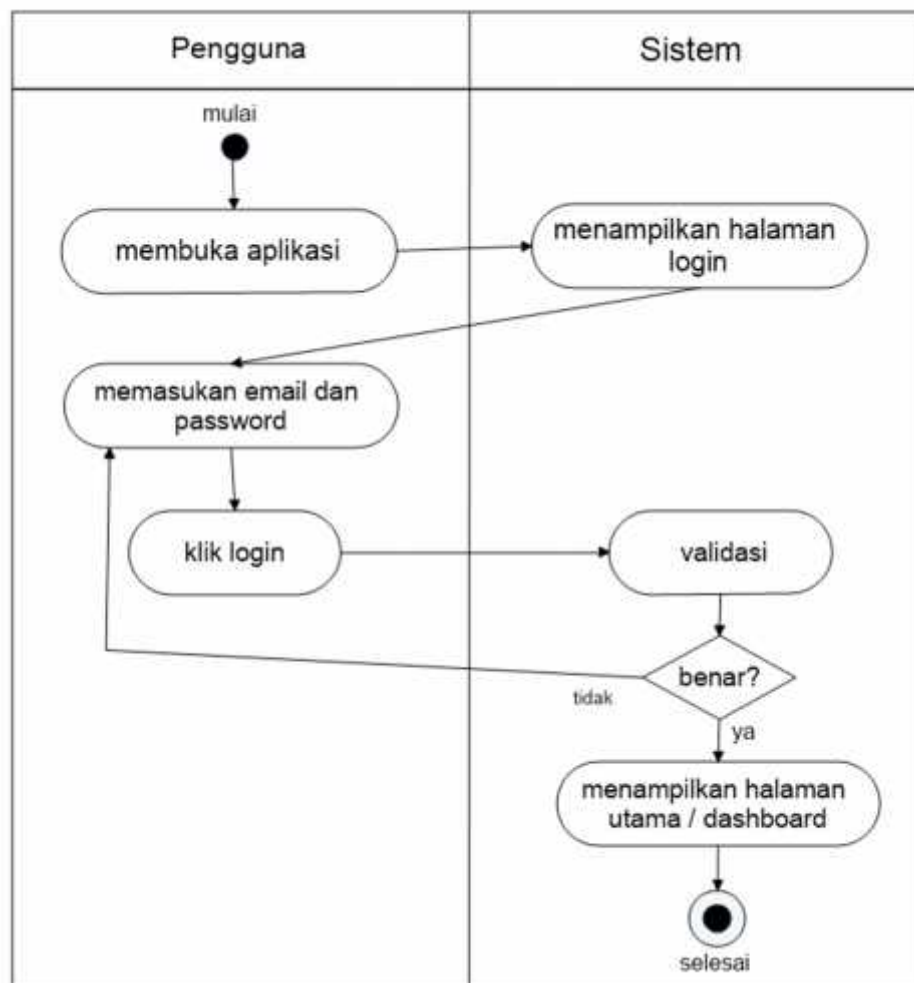 Pengguna
Sistem
mulai
membuka aplikasi
menampilkan halaman
login
memasukan email dan
password
klik login
validasi
benar?
tidak
ya
menampilkan halaman
utama / dashboard
selesai